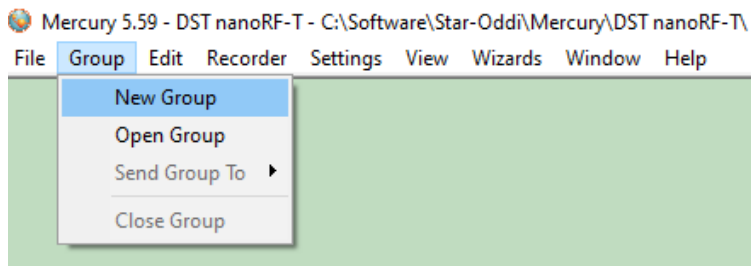 Mercury 5.59 - DST nanoRF-T - C:\Software\Star-Oddi\Mercury\DST nanoRF-T\
File Group Edit Recorder Settings View Wizards Window Help
New Group
Open Group
Send Group To
Close Group